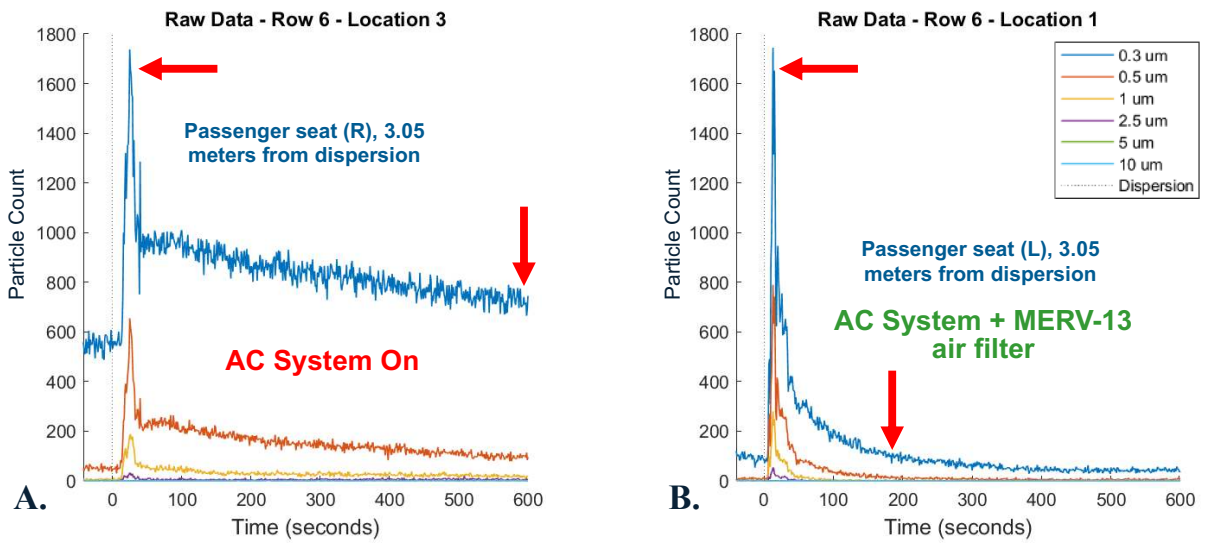 Raw Data - Row 6 - Location 3
1800
1600
1400
1200
1000
800
600
400
200
0
Particle Count
Passenger seat (R), 3.05
meters from dispersion
AC System On
0
100
200
300
400
500
600
Time (seconds)
A.
Raw Data - Row 6 - Location 1
1800
1600
1400
1200
1000
800
600
400
200
0
Particle Count
0.3 um
0.5 um
1 um
2.5 um
5 um
10 um
Dispersion
Passenger seat (L), 3.05
meters from dispersion
AC System + MERV-13
air filter
0
100
200
300
400
500
600
Time (seconds)
B.